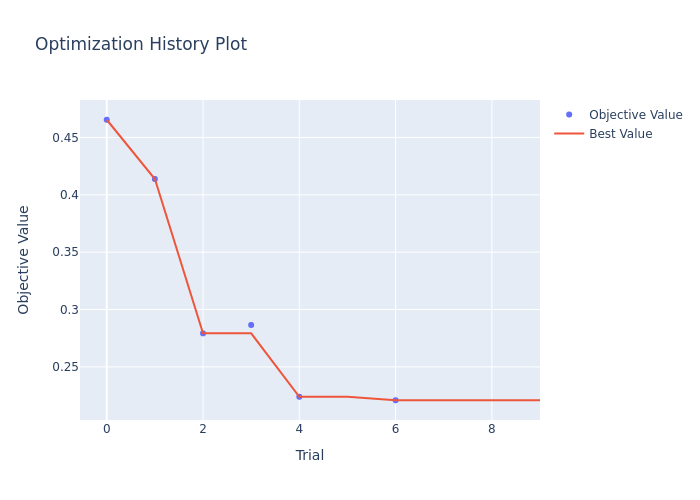 Optimization History Plot
Objective Value
Best Value
0.45
0.4
0.35
0.3
0.25
Objective Value
0
2
4
6
8
Trial